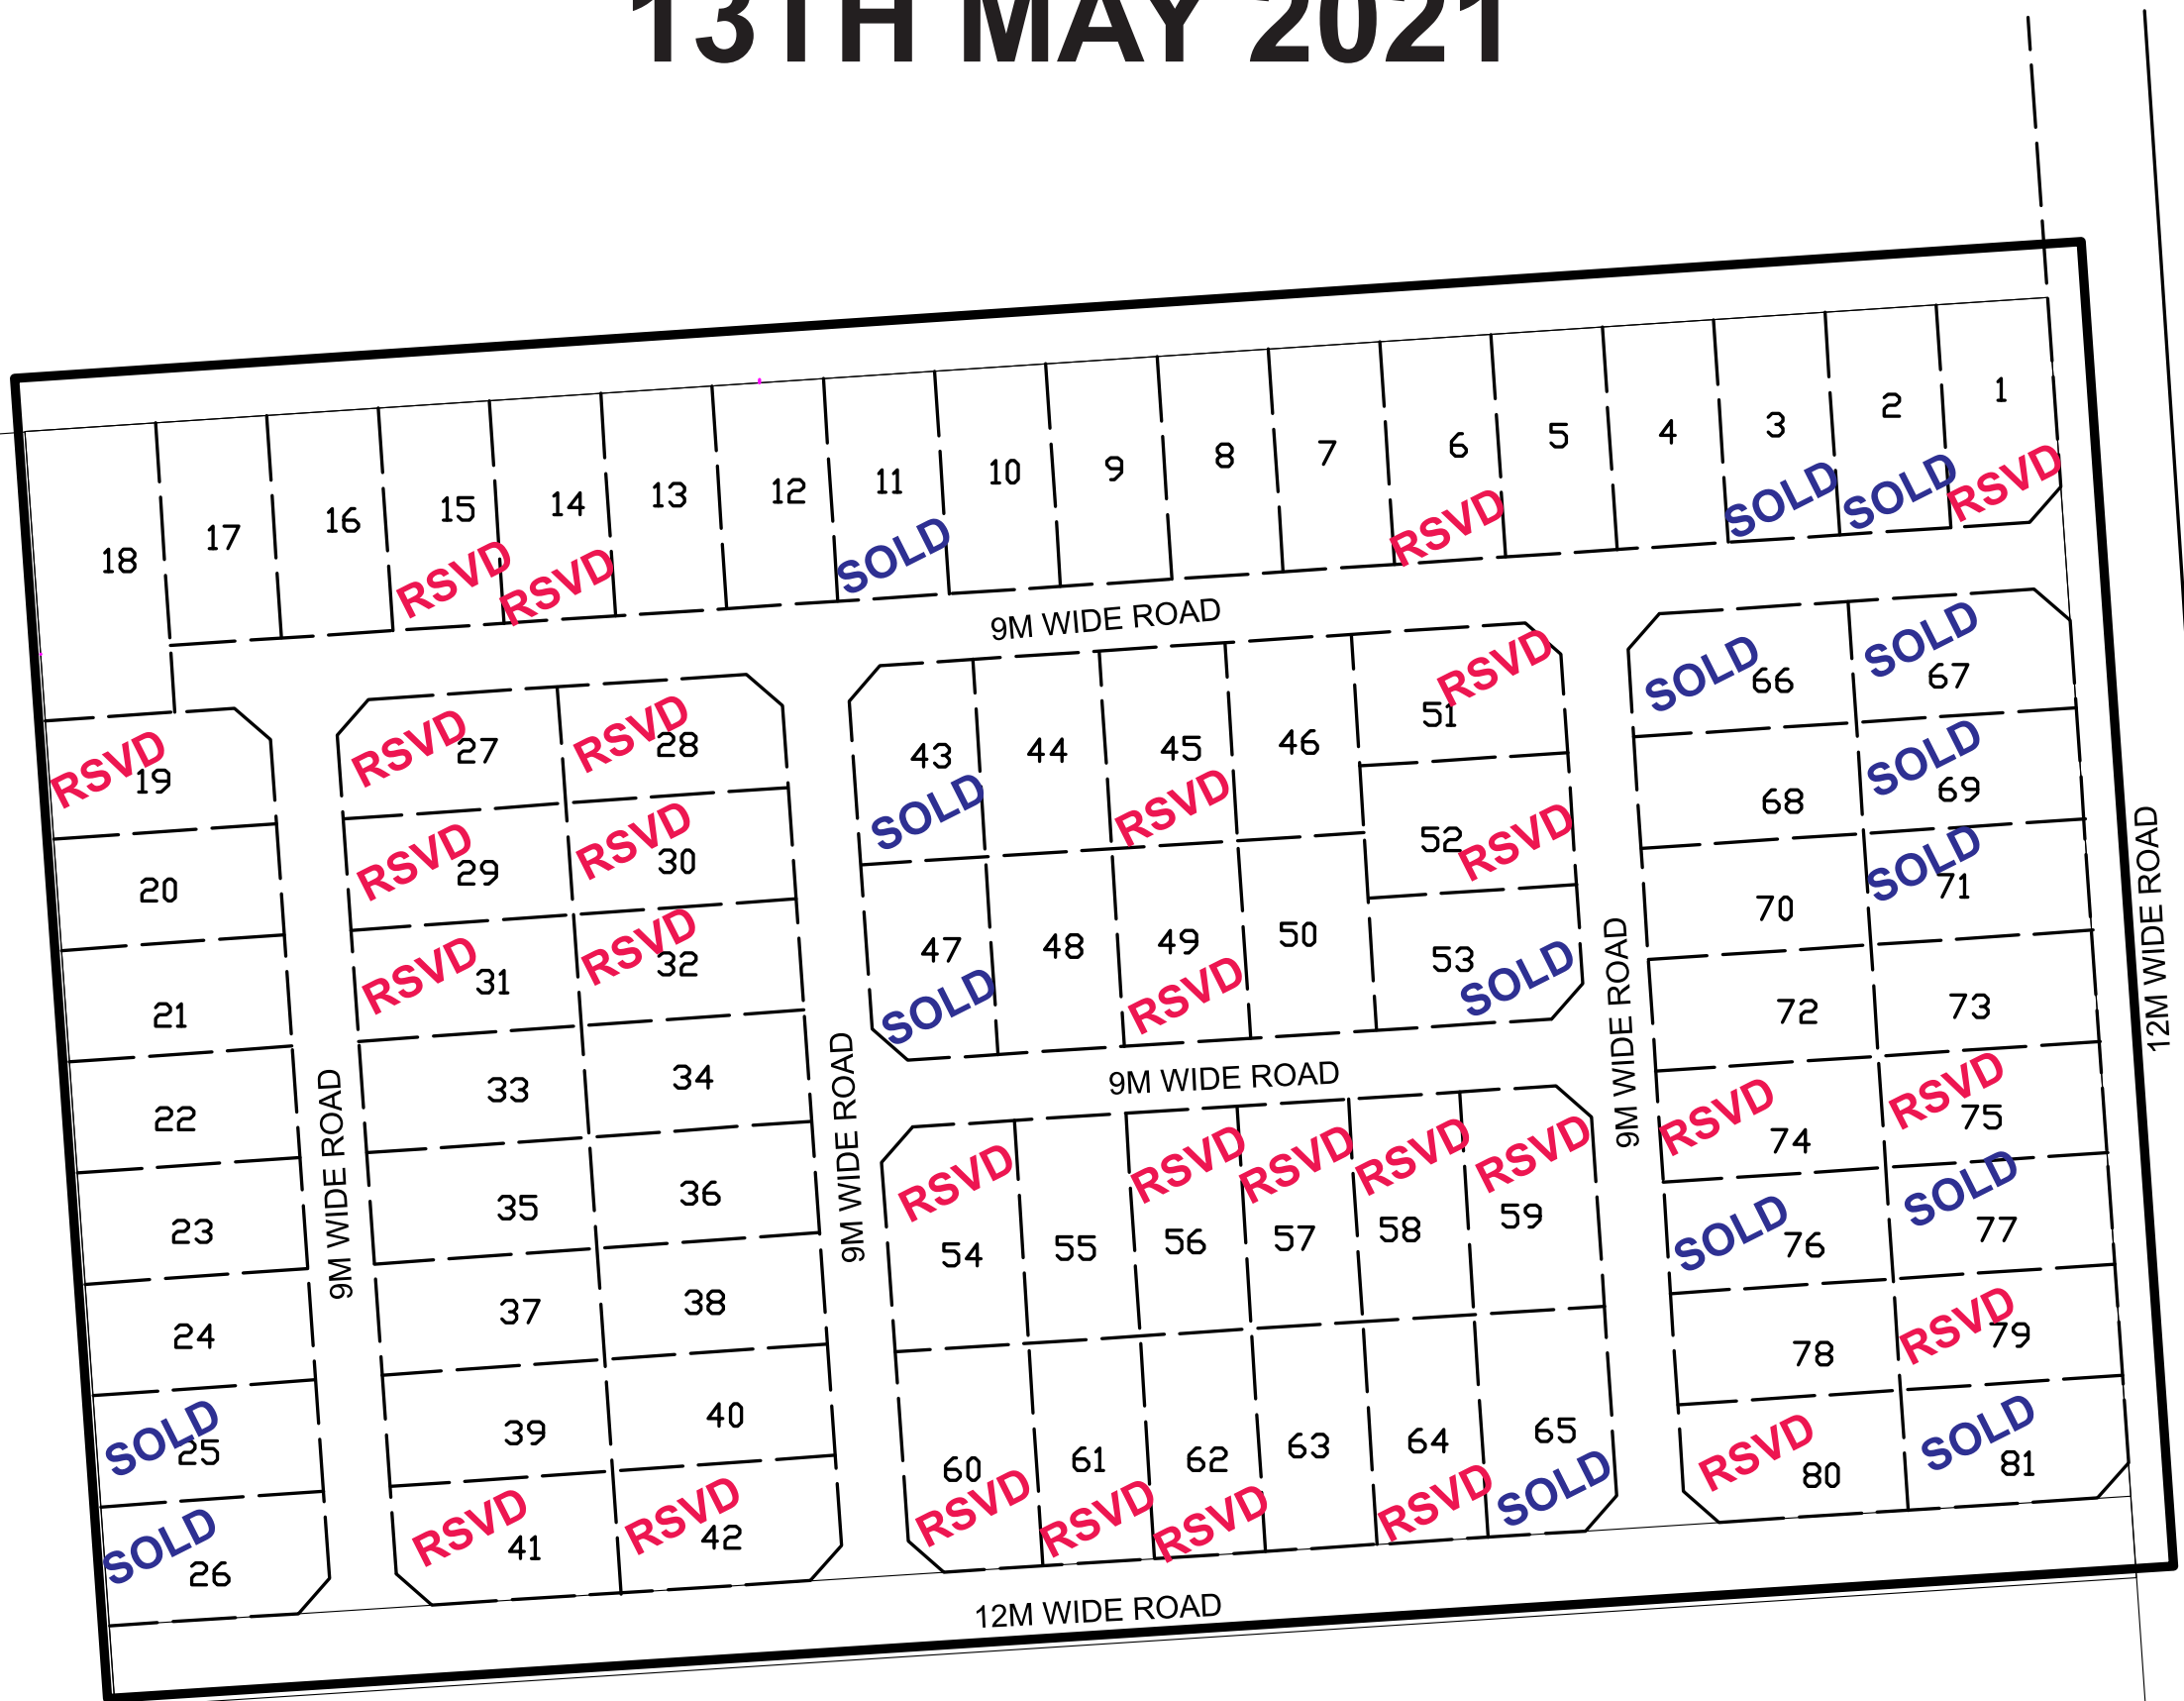 13TH MAY 2021
1
RSVD
2
SOLD
3
SOLD
4
5
6
RSVD
7
8
9
10
11
SOLD
12
13
14
RSVD
15
RSVD
16
17
18
9M WIDE ROAD
RSVD
19
20
21
22
23
24
SOLD
25
SOLD
26
9M WIDE ROAD
RSVD
27
RSVD
28
RSVD
29
RSVD
30
RSVD
31
RSVD
32
33
34
35
36
37
38
39
40
RSVD
41
RSVD
42
9M WIDE ROAD
43
SOLD
44
45
RSVD
46
47
SOLD
48
49
RSVD
50
RSVD
51
52
RSVD
53
SOLD
9M WIDE ROAD
RSVD
54
55
RSVD
56
RSVD
57
RSVD
58
RSVD
59
60
RSVD
61
RSVD
62
RSVD
63
64
RSVD
65
SOLD
9M WIDE ROAD
SOLD
66
SOLD
67
68
SOLD
69
70
SOLD
71
72
73
RSVD
74
RSVD
75
SOLD
76
SOLD
77
78
RSVD
79
RSVD
80
SOLD
81
12M WIDE ROAD
12M WIDE ROAD